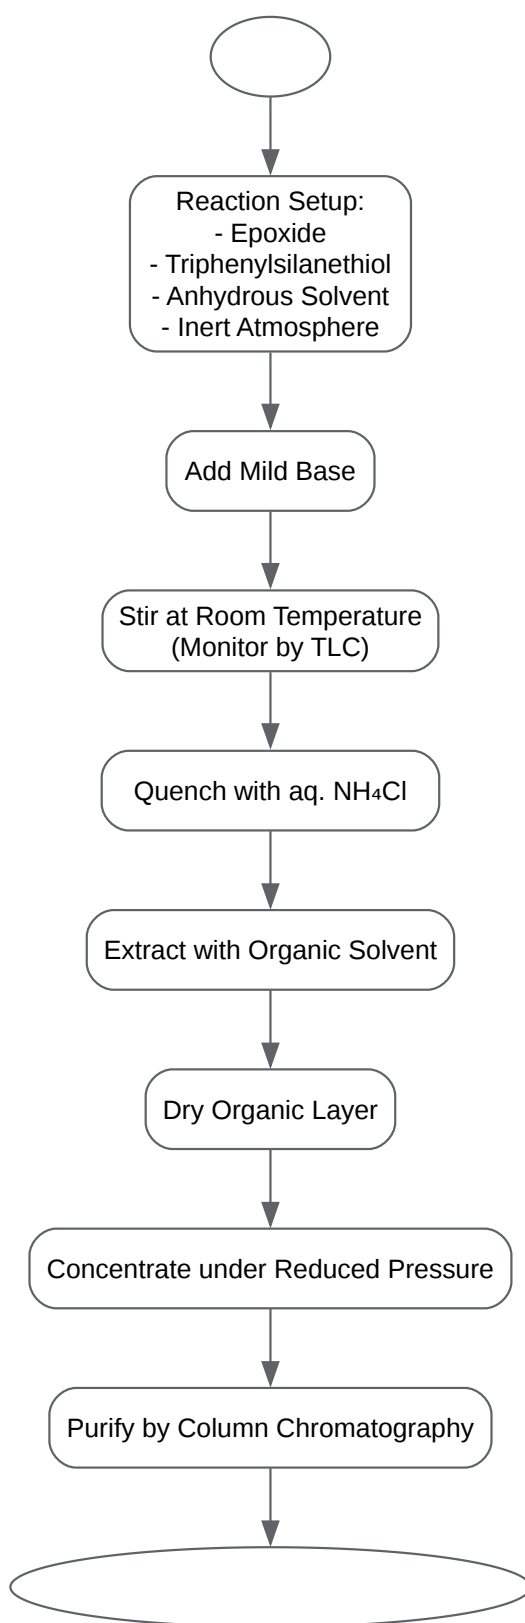 Reaction Setup:
- Epoxide
- Triphenylsilanethiol
- Anhydrous Solvent
- Inert Atmosphere
Add Mild Base
Stir at Room Temperature
(Monitor by TLC)
Quench with aq. NH₄Cl
Extract with Organic Solvent
Dry Organic Layer
Concentrate under Reduced Pressure
Purify by Column Chromatography